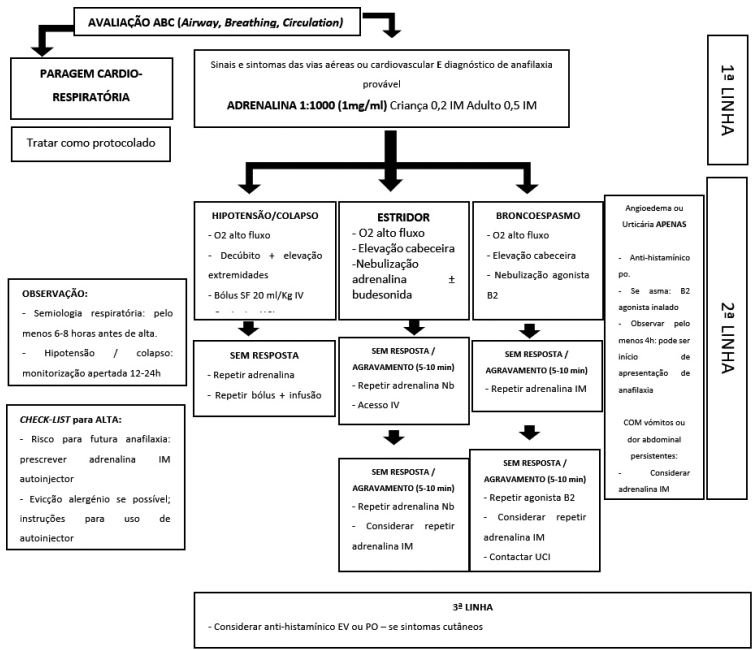 AVALIAÇÃO ABC (Airway, Breathing, Circulation)
PARAGEM CARDIO-
RESPIRATÓRIA
Tratar como protocolado
Sinais e sintomas das vias aéreas ou cardiovascular E diagnóstico de anafilaxia
provável
ADRENALINA 1:1000 (1mg/ml) Criança 0,2 IM Adulto 0,5 IM
1ª LINHA
HIPOTENSÃO/COLAPSO
- O2 alto fluxo
- Decúbito + elevação
extremidades
- Bólus SF 20 ml/Kg IV
ESTRIDOR
- O2 alto fluxo
- Elevação cabeceira
-Nebulização
adrenalina ±
budesonida
BRONCOESPASMO
- O2 alto fluxo
- Elevação cabeceira
- Nebulização agonista
B2
Angioedema ou
Urticária APENAS
- Anti-histamínico
po.
- Se asma: B2
agonista inalado
- Observar pelo
menos 4h: pode ser
início de
apresentação de
anafilaxia
COM vómitos ou
dor abdominal
persistentes:
- Considerar
adrenalina IM
2ª LINHA
OBSERVAÇÃO:
- Semiologia respiratória: pelo
menos 6-8 horas antes de alta.
- Hipotensão / colapso:
monitorização apertada 12-24h
SEM RESPOSTA
- Repetir adrenalina
- Repetir bólus + infusão
SEM RESPOSTA /
AGRAVAMENTO (5-10 min)
- Repetir adrenalina Nb
- Acesso IV
SEM RESPOSTA /
AGRAVAMENTO (5-10 min)
- Repetir adrenalina IM
CHECK-LIST para ALTA:
- Risco para futura anafilaxia:
prescrever adrenalina IM
autoinjector
- Evicção alergénio se possível;
instruções para uso de
autoinjector
SEM RESPOSTA /
AGRAVAMENTO (5-10 min)
- Repetir adrenalina Nb
- Considerar repetir
adrenalina IM
SEM RESPOSTA /
AGRAVAMENTO (5-10 min)
- Repetir agonista B2
- Considerar repetir
adrenalina IM
- Contactar UCI
3ª LINHA
- Considerar anti-histamínico EV ou PO – se sintomas cutâneos